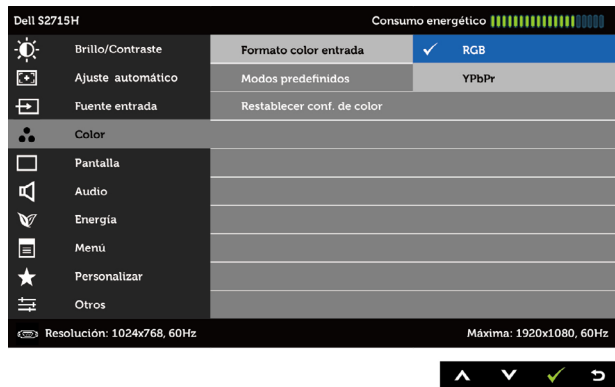 Dell S2715H Consumo energético
Brillo/Contraste Formato color entrada RGB
Ajuste automático Modos predefinidos YPbPr
Fuente entrada Restablecer conf. de color
Color
Pantalla
Audio
Energía
Menú
Personalizar
Otros
Resolución: 1024x768, 60Hz Máxima: 1920x1080, 60Hz